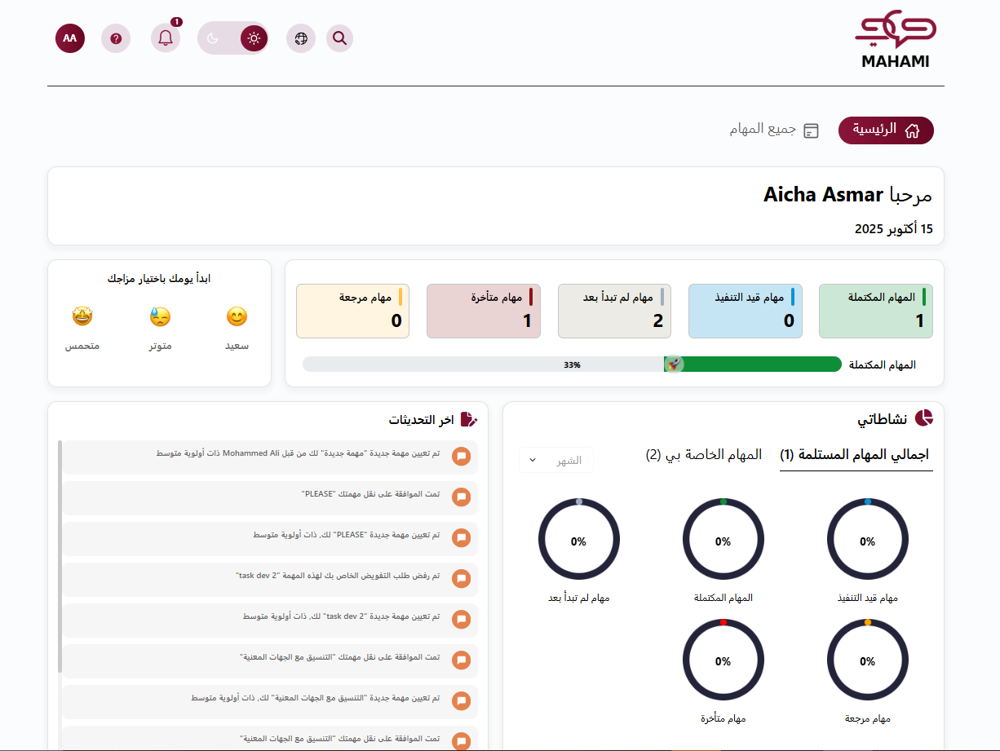 مهامي
MAHAMI
1
AA
الرئيسية
جميع المهام
مرحبا Aicha Asmar
15 أكتوبر 2025
المهام المكتملة
1
مهام قيد التنفيذ
0
مهام لم تبدأ بعد
2
مهام متأخرة
1
مهام مرجعة
0
المهام المكتملة
33%
ابدأ يومك باختيار مزاجك
سعيد
متوتر
متحمس
نشاطاتي
اجمالي المهام المستلمة (1)
المهام الخاصة بي (2)
الشهر
0%
0%
0%
مهام قيد التنفيذ
المهام المكتملة
مهام لم تبدأ بعد
0%
0%
مهام مرجعة
مهام متأخرة
اخر التحديثات
تم تعيين مهمة جديدة "مهمة جديدة" لك من قبل Mohammed Ali ذات أولوية متوسط
تمت الموافقة على نقل مهمتك "PLEASE"
تم تعيين مهمة جديدة "PLEASE" لك, ذات أولوية متوسط
تم رفض طلب التفويض الخاص بك لهذه المهمة "task dev 2"
تم تعيين مهمة جديدة "task dev 2" لك, ذات أولوية متوسط
تمت الموافقة على نقل مهمتك "التنسيق مع الجهات المعنية"
تم تعيين مهمة جديدة "التنسيق مع الجهات المعنية" لك, ذات أولوية متوسط
تمت الموافقة على نقل مهمتك "التنسيق مع الجهات المعنية"